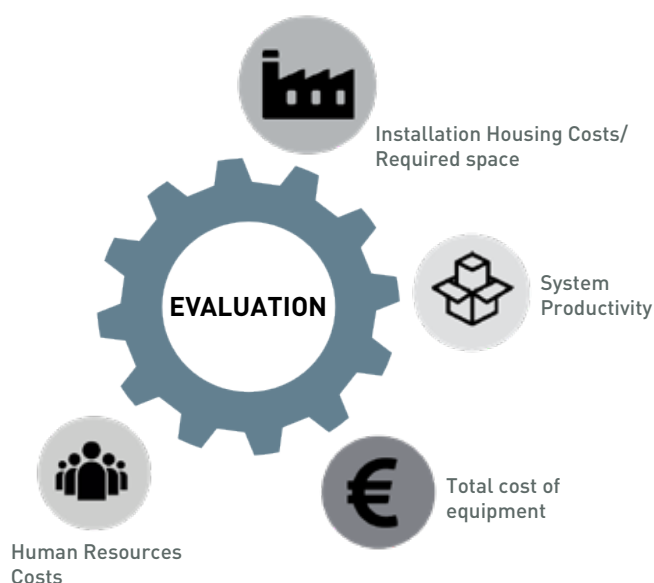 Installation Housing Costs/
Required space
EVALUATION
System
Productivity
€
Total cost of
equipment
Human Resources
Costs